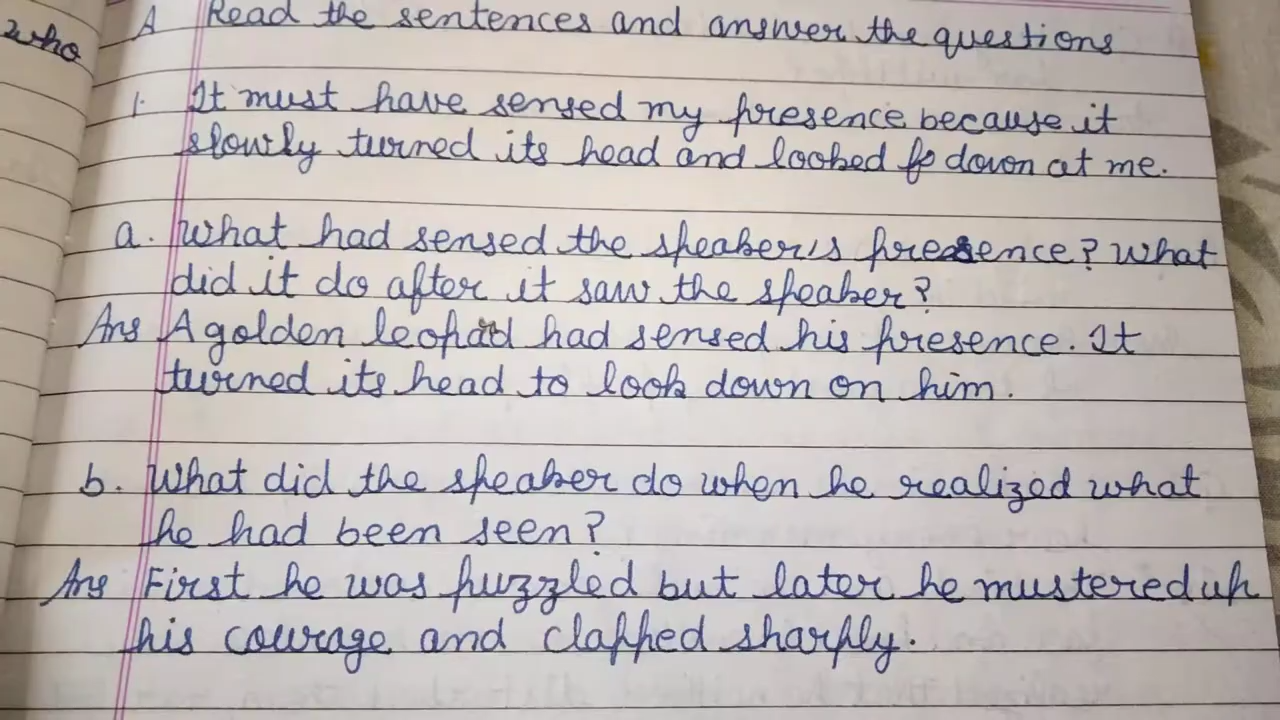 who
A Read the sentences and answer the questions
1. It must have sensed my presence because it
slowly turned its head and looked down at me.
a. What had sensed the speaker's presence? What
did it do after it saw the speaker?
Ans A golden leopard had sensed his presence. It
turned its head to look down on him.
b. What did the speaker do when he realized what
he had been seen?
Ans First he was puzzled but later he mustered up
his courage and clapped sharply.